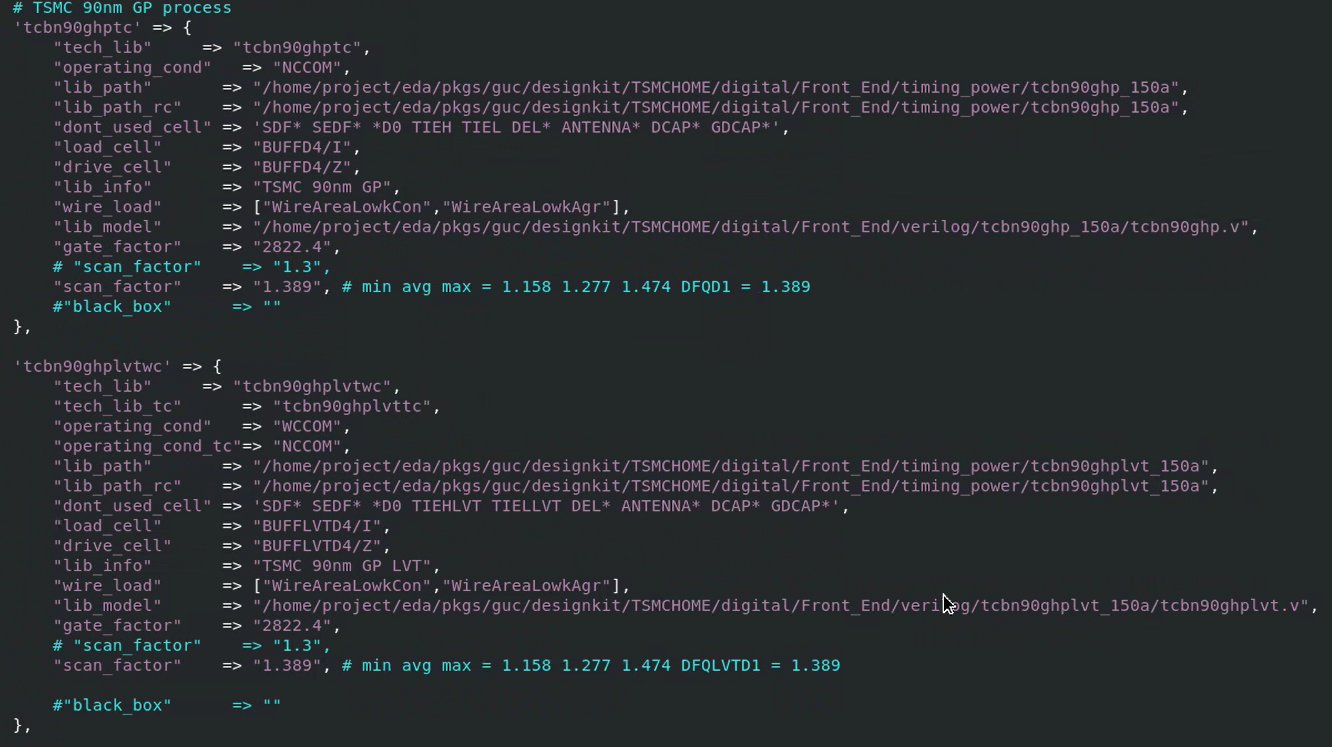 # TSMC 90nm GP process
'tcbn90ghptc' => {
    "tech_lib"     => "tcbn90ghptc",
    "operating_cond"   => "NCCOM",
    "lib_path"       => "/home/project/eda/pkgs/guc/designkit/TSMCHOME/digital/Front_End/timing_power/tcbn90ghp_150a",
    "lib_path_rc"    => "/home/project/eda/pkgs/guc/designkit/TSMCHOME/digital/Front_End/timing_power/tcbn90ghp_150a",
    "dont_used_cell" => 'SDF* SEDF* *D0 TIEH TIEL DEL* ANTENNA* DCAP* GDCAP*',
    "load_cell"      => "BUFFD4/I",
    "drive_cell"     => "BUFFD4/Z",
    "lib_info"       => "TSMC 90nm GP",
    "wire_load"      => ["WireAreaLowkCon","WireAreaLowkAgr"],
    "lib_model"      => "/home/project/eda/pkgs/guc/designkit/TSMCHOME/digital/Front_End/verilog/tcbn90ghp_150a/tcbn90ghp.v",
    "gate_factor"    => "2822.4",
    # "scan_factor"    => "1.3",
    "scan_factor"    => "1.389", # min avg max = 1.158 1.277 1.474 DFQD1 = 1.389
    #"black_box"      => ""
},

'tcbn90ghplvtwc' => {
    "tech_lib"     => "tcbn90ghplvtwc",
    "tech_lib_tc"      => "tcbn90ghplvttc",
    "operating_cond"   => "WCCOM",
    "operating_cond_tc"=> "NCCOM",
    "lib_path"       => "/home/project/eda/pkgs/guc/designkit/TSMCHOME/digital/Front_End/timing_power/tcbn90ghplvt_150a",
    "lib_path_rc"    => "/home/project/eda/pkgs/guc/designkit/TSMCHOME/digital/Front_End/timing_power/tcbn90ghplvt_150a",
    "dont_used_cell" => 'SDF* SEDF* *D0 TIEHLVT TIELLVT DEL* ANTENNA* DCAP* GDCAP*',
    "load_cell"      => "BUFFLVTD4/I",
    "drive_cell"     => "BUFFLVTD4/Z",
    "lib_info"       => "TSMC 90nm GP LVT",
    "wire_load"      => ["WireAreaLowkCon","WireAreaLowkAgr"],
    "lib_model"      => "/home/project/eda/pkgs/guc/designkit/TSMCHOME/digital/Front_End/verilog/tcbn90ghplvt_150a/tcbn90ghplvt.v",
    "gate_factor"    => "2822.4",
    # "scan_factor"    => "1.3",
    "scan_factor"    => "1.389", # min avg max = 1.158 1.277 1.474 DFQLVTD1 = 1.389

    #"black_box"      => ""
},